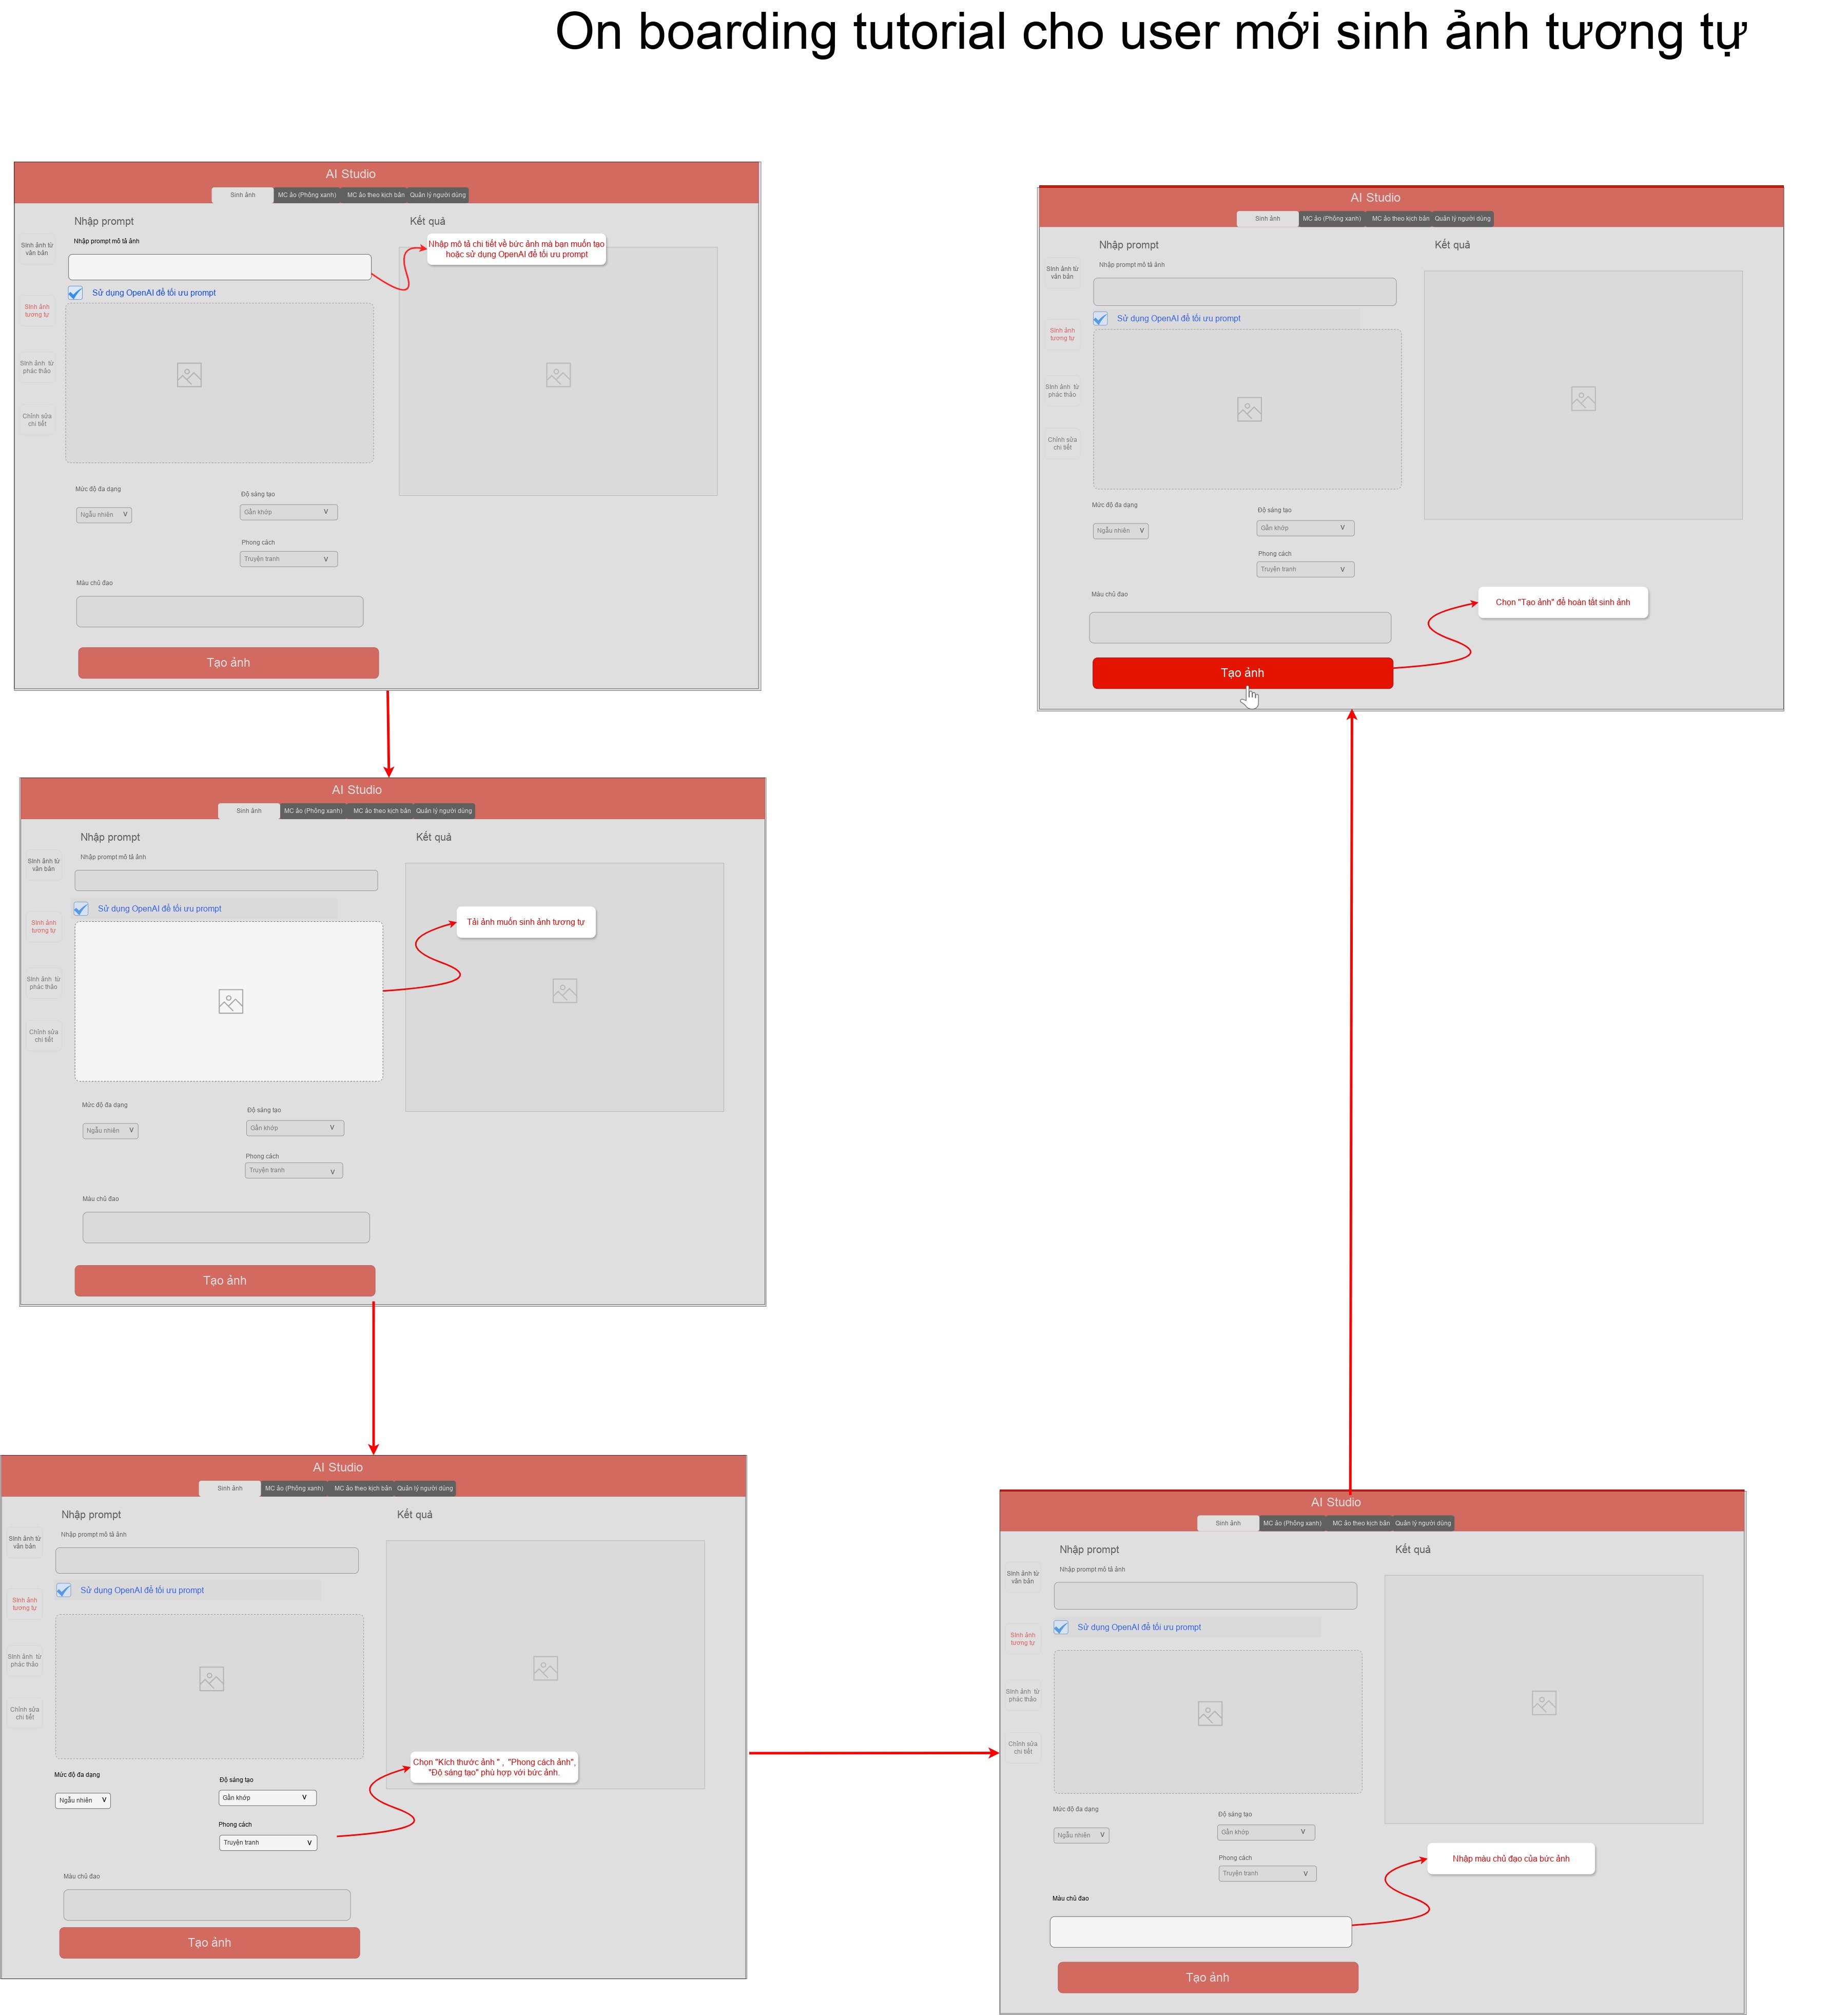 On boarding tutorial cho user mới sinh ảnh tương tự
AI Studio
Sinh ảnh
MC ảo (Phông xanh)
MC ảo theo kịch bản
Quản lý người dùng
Nhập prompt
Kết quả
Nhập prompt mô tả ảnh
Sinh ảnh từ
văn bản
Nhập mô tả chi tiết về bức ảnh mà bạn muốn tạo
hoặc sử dụng OpenAI để tối ưu prompt
Sử dụng OpenAI để tối ưu prompt
Sinh ảnh
tương tự
Sinh ảnh từ
phác thảo
Chỉnh sửa
chi tiết
Mức độ đa dạng
Độ sáng tạo
Ngẫu nhiên v
Gần khớp v
Phong cách
Truyện tranh v
Màu chủ đao
Tạo ảnh
AI Studio
Sinh ảnh
MC ảo (Phông xanh)
MC ảo theo kịch bản
Quản lý người dùng
Nhập prompt
Kết quả
Nhập prompt mô tả ảnh
Sinh ảnh từ
văn bản
Sử dụng OpenAI để tối ưu prompt
Sinh ảnh
tương tự
Sinh ảnh từ
phác thảo
Chỉnh sửa
chi tiết
Mức độ đa dạng
Độ sáng tạo
Ngẫu nhiên v
Gần khớp v
Phong cách
Truyện tranh v
Màu chủ đao
Chọn "Tạo ảnh" để hoàn tất sinh ảnh
Tạo ảnh
AI Studio
Sinh ảnh
MC ảo (Phông xanh)
MC ảo theo kịch bản
Quản lý người dùng
Nhập prompt
Kết quả
Nhập prompt mô tả ảnh
Sinh ảnh từ
văn bản
Sử dụng OpenAI để tối ưu prompt
Tải ảnh muốn sinh ảnh tương tự
Sinh ảnh
tương tự
Sinh ảnh từ
phác thảo
Chỉnh sửa
chi tiết
Mức độ đa dạng
Độ sáng tạo
Ngẫu nhiên v
Gần khớp v
Phong cách
Truyện tranh v
Màu chủ đao
Tạo ảnh
AI Studio
Sinh ảnh
MC ảo (Phông xanh)
MC ảo theo kịch bản
Quản lý người dùng
Nhập prompt
Kết quả
Nhập prompt mô tả ảnh
Sinh ảnh từ
văn bản
Sử dụng OpenAI để tối ưu prompt
Sinh ảnh
tương tự
Sinh ảnh từ
phác thảo
Chỉnh sửa
chi tiết
Chọn "Kích thước ảnh " , "Phong cách ảnh",
"Độ sáng tạo" phù hợp với bức ảnh.
Mức độ đa dạng
Độ sáng tạo
Ngẫu nhiên v
Gần khớp v
Phong cách
Truyện tranh v
Màu chủ đao
Tạo ảnh
AI Studio
Sinh ảnh
MC ảo (Phông xanh)
MC ảo theo kịch bản
Quản lý người dùng
Nhập prompt
Kết quả
Nhập prompt mô tả ảnh
Sinh ảnh từ
văn bản
Sử dụng OpenAI để tối ưu prompt
Sinh ảnh
tương tự
Sinh ảnh từ
phác thảo
Chỉnh sửa
chi tiết
Mức độ đa dạng
Độ sáng tạo
Ngẫu nhiên v
Gần khớp v
Phong cách
Truyện tranh v
Nhập màu chủ đạo của bức ảnh
Màu chủ đao
Tạo ảnh